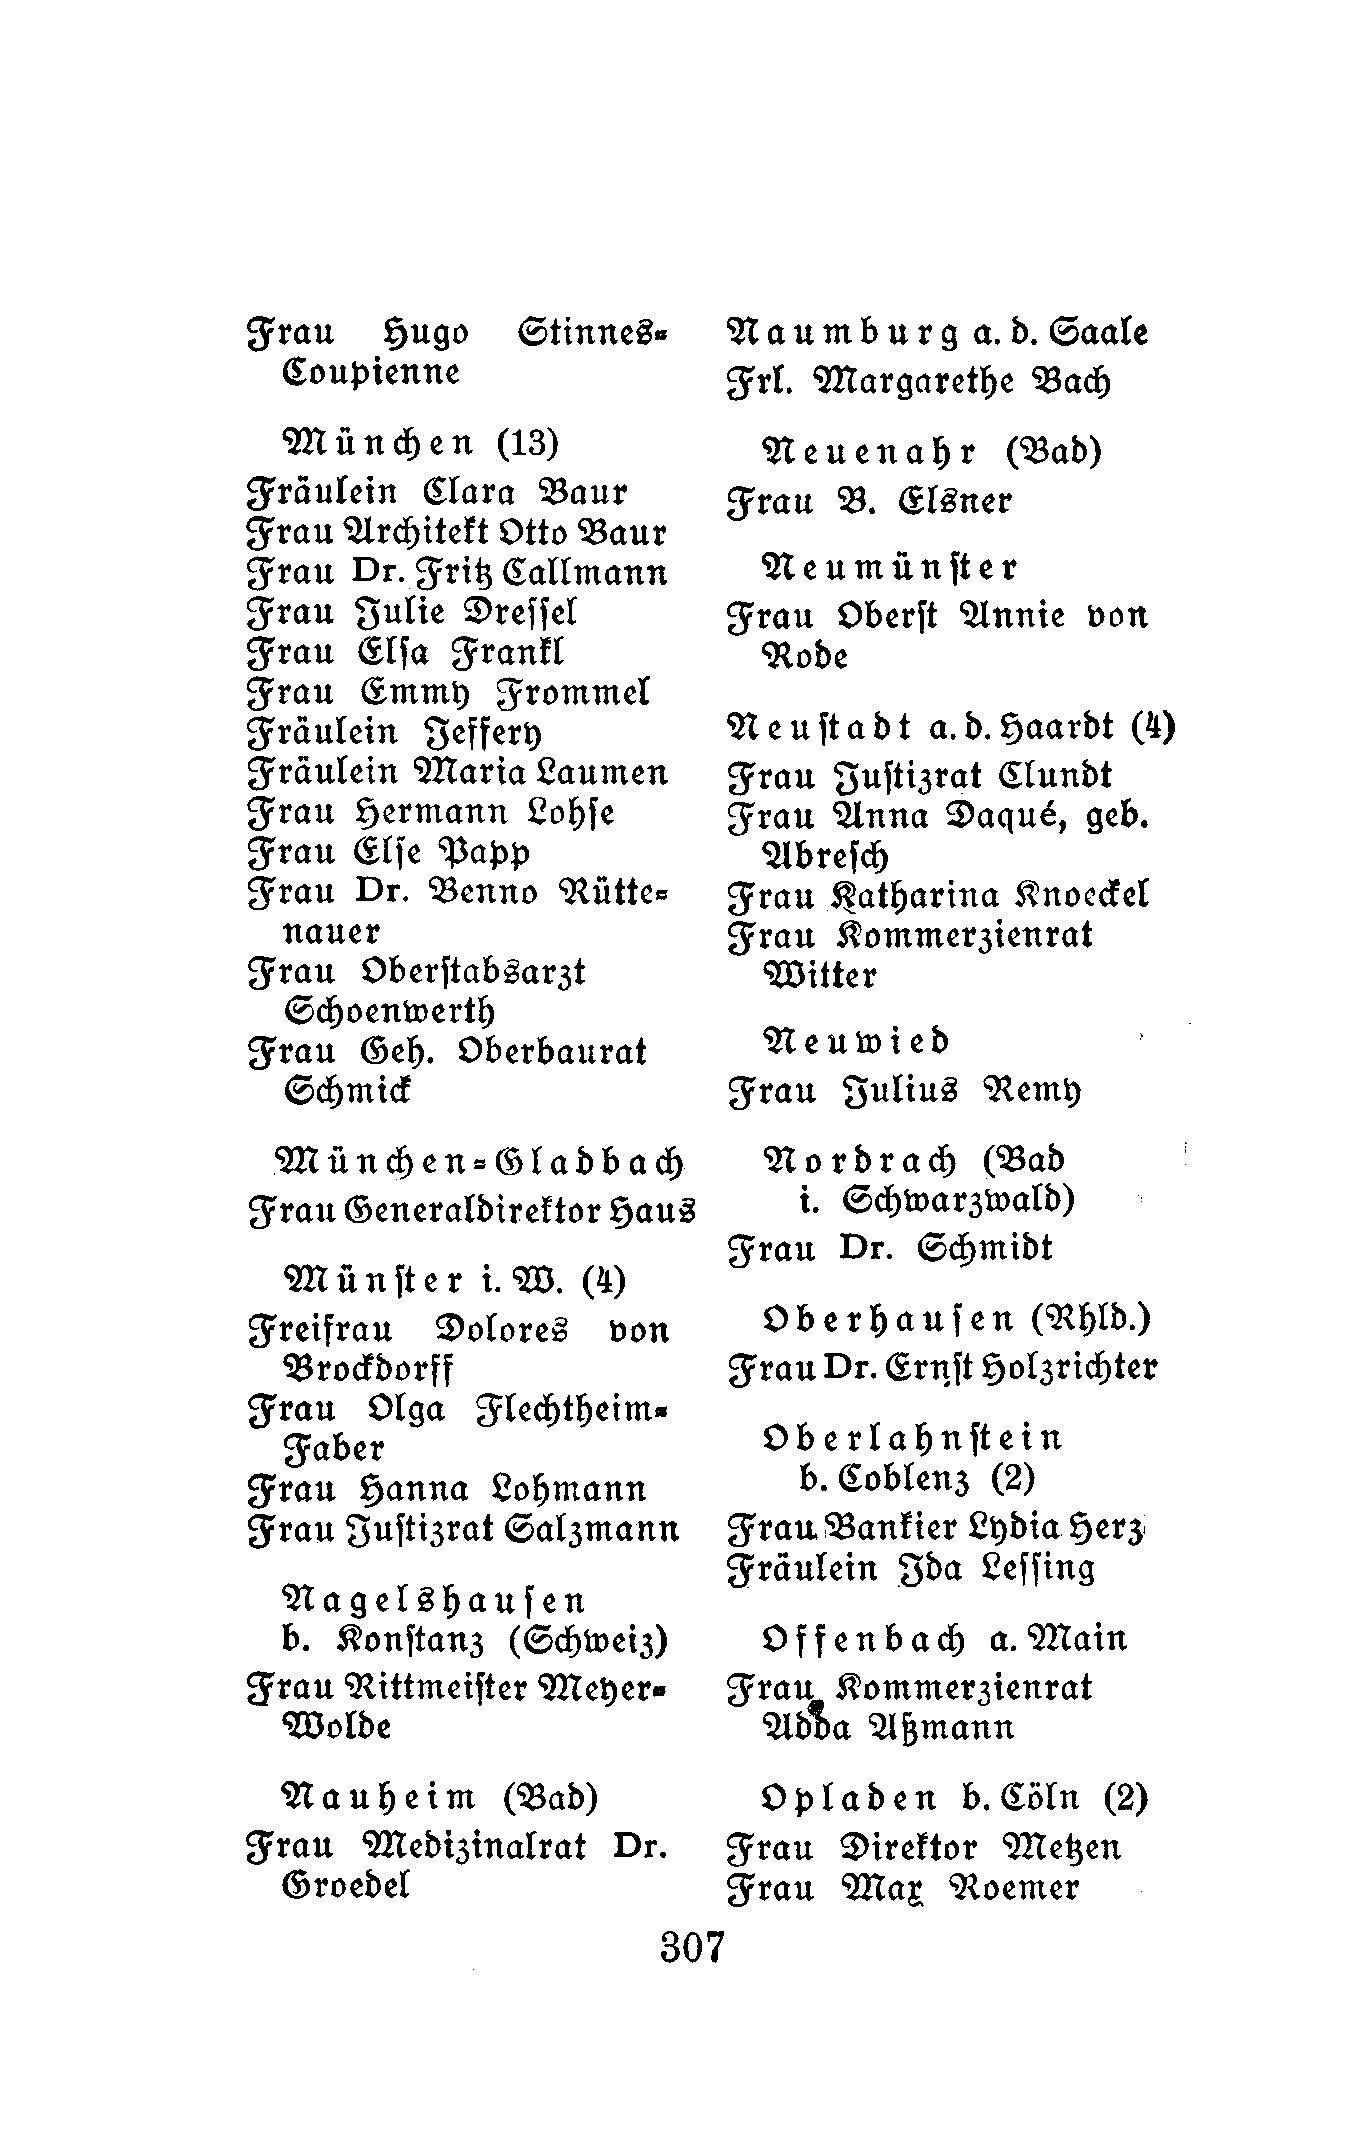 Frau Hugo Stinnes-
Coupienne
München (13)
Fräulein Clara Baur
Frau Architekt Otto Baur
Frau Dr. Fritz Callmann
Frau Julie Dreſſel
Frau Elſa Frankl
Frau Emmy Frommel
Fräulein Jeffery
Fräulein Maria Laumen
Frau Hermann Lohſe
Frau Elſe Papp
Frau Dr. Benno Rütte-
nauer
Frau Oberſtabsarzt
Schoenwerth
Frau Geh. Oberbaurat
Schmick
München-Gladbach
Frau Generaldirektor Haus
Münſter i. W. (4)
Freifrau Dolores von
Brockdorff
Frau Olga Flechtheim-
Faber
Frau Hanna Lohmann
Frau Juſtizrat Salzmann
Nagelshauſen
b. Konſtanz (Schweiz)
Frau Rittmeiſter Meyer-
Wolde
Nauheim (Bad)
Frau Medizinalrat Dr.
Groedel
Naumburg a. d. Saale
Frl. Margarethe Bach
Neuenahr (Bad)
Frau B. Elsner
Neumünſter
Frau Oberſt Annie von
Rode
Neuſtadt a. d. Haardt (4)
Frau Juſtizrat Clundt
Frau Anna Daqué, geb.
Abreſch
Frau Katharina Knoeckel
Frau Kommerzienrat
Witter
Neuwied
Frau Julius Remy
Nordrach (Bad
i. Schwarzwald)
Frau Dr. Schmidt
Oberhauſen (Rhld.)
Frau Dr. Ernſt Holzrichter
Oberlahnſtein
b. Coblenz (2)
Frau Bankier Lydia Herz
Fräulein Ida Leſſing
Offenbach a. Main
Frau Kommerzienrat
Adda Aßmann
Opladen b. Cöln (2)
Frau Direktor Metzen
Frau Max Roemer
307